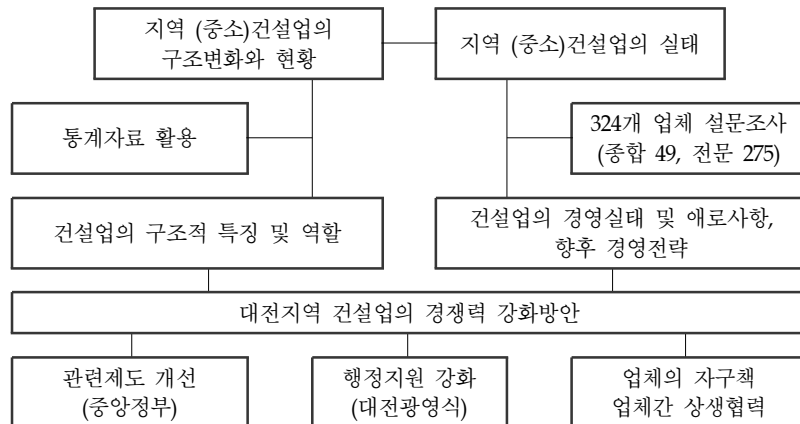 지역 (중소)건설업의
구조변화와 현황
지역 (중소)건설업의 실태
통계자료 활용
324개 업체 설문조사
(종합 49, 전문 275)
건설업의 구조적 특징 및 역할
건설업의 경영실태 및 애로사항,
향후 경영전략
대전지역 건설업의 경쟁력 강화방안
관련제도 개선
(중앙정부)
행정지원 강화
(대전광영식)
업체의 자구책
업체간 상생협력